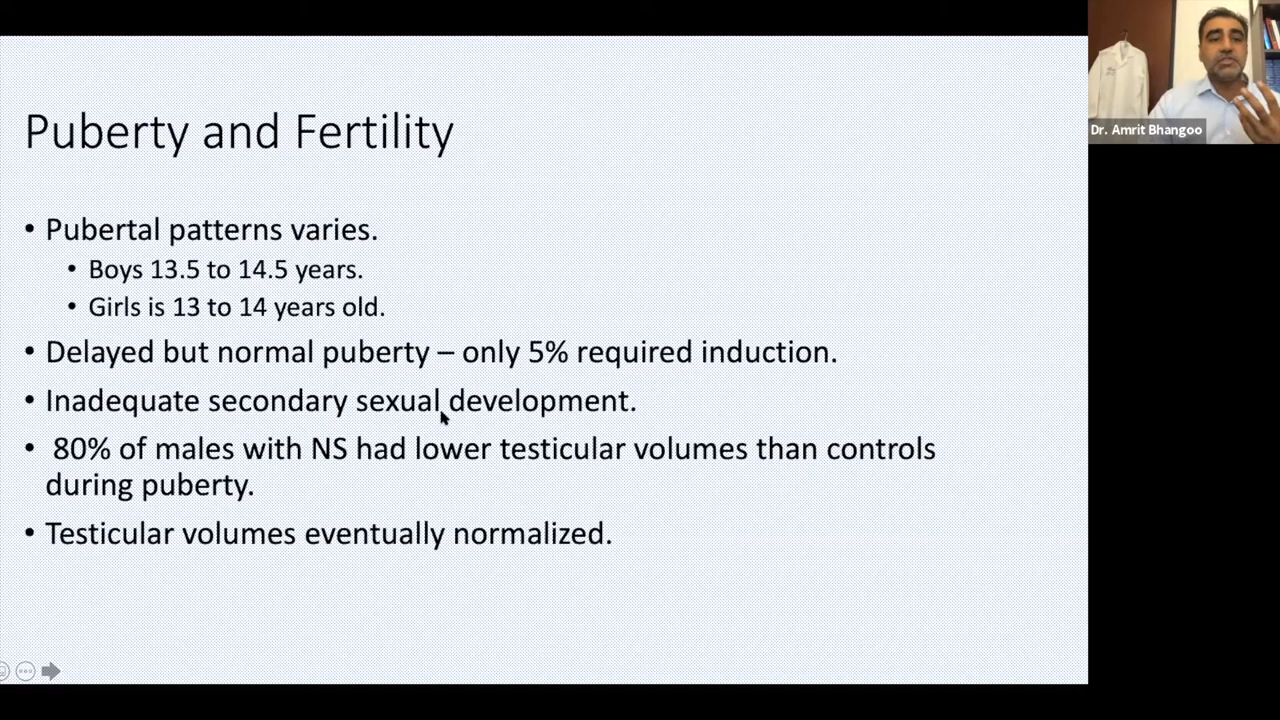 Dr. Amrit Bhangoo
Puberty and Fertility
• Pubertal patterns varies.
• Boys 13.5 to 14.5 years.
• Girls is 13 to 14 years old.
• Delayed but normal puberty – only 5% required induction.
• Inadequate secondary sexual development.
• 80% of males with NS had lower testicular volumes than controls
during puberty.
• Testicular volumes eventually normalized.